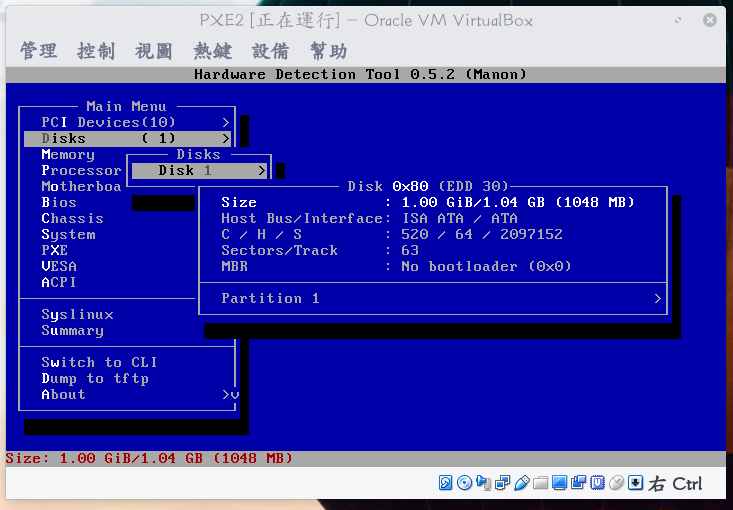 PXE2 [正在運行] - Oracle VM VirtualBox
管理 控制 視圖 熱鍵 設備 幫助
Hardware Detection Tool 0.5.2 (Manon)
Main Menu
PCI Devices(10) >
Disks ( 1) >
Memory
Processor
Motherboa
Bios
Chassis
System
PXE
VESA
ACPI
Syslinux
Summary
Switch to CLI
Dump to tftp
About >v
Disks
Disk 1 >
Disk 0x80 (EDD 30)
Size : 1.00 GiB/1.04 GB (1048 MB)
Host Bus/Interface: ISA ATA / ATA
C / H / S : 520 / 64 / 2097152
Sectors/Track : 63
MBR : No bootloader (0x0)
Partition 1 >
Size: 1.00 GiB/1.04 GB (1048 MB)
右 Ctrl